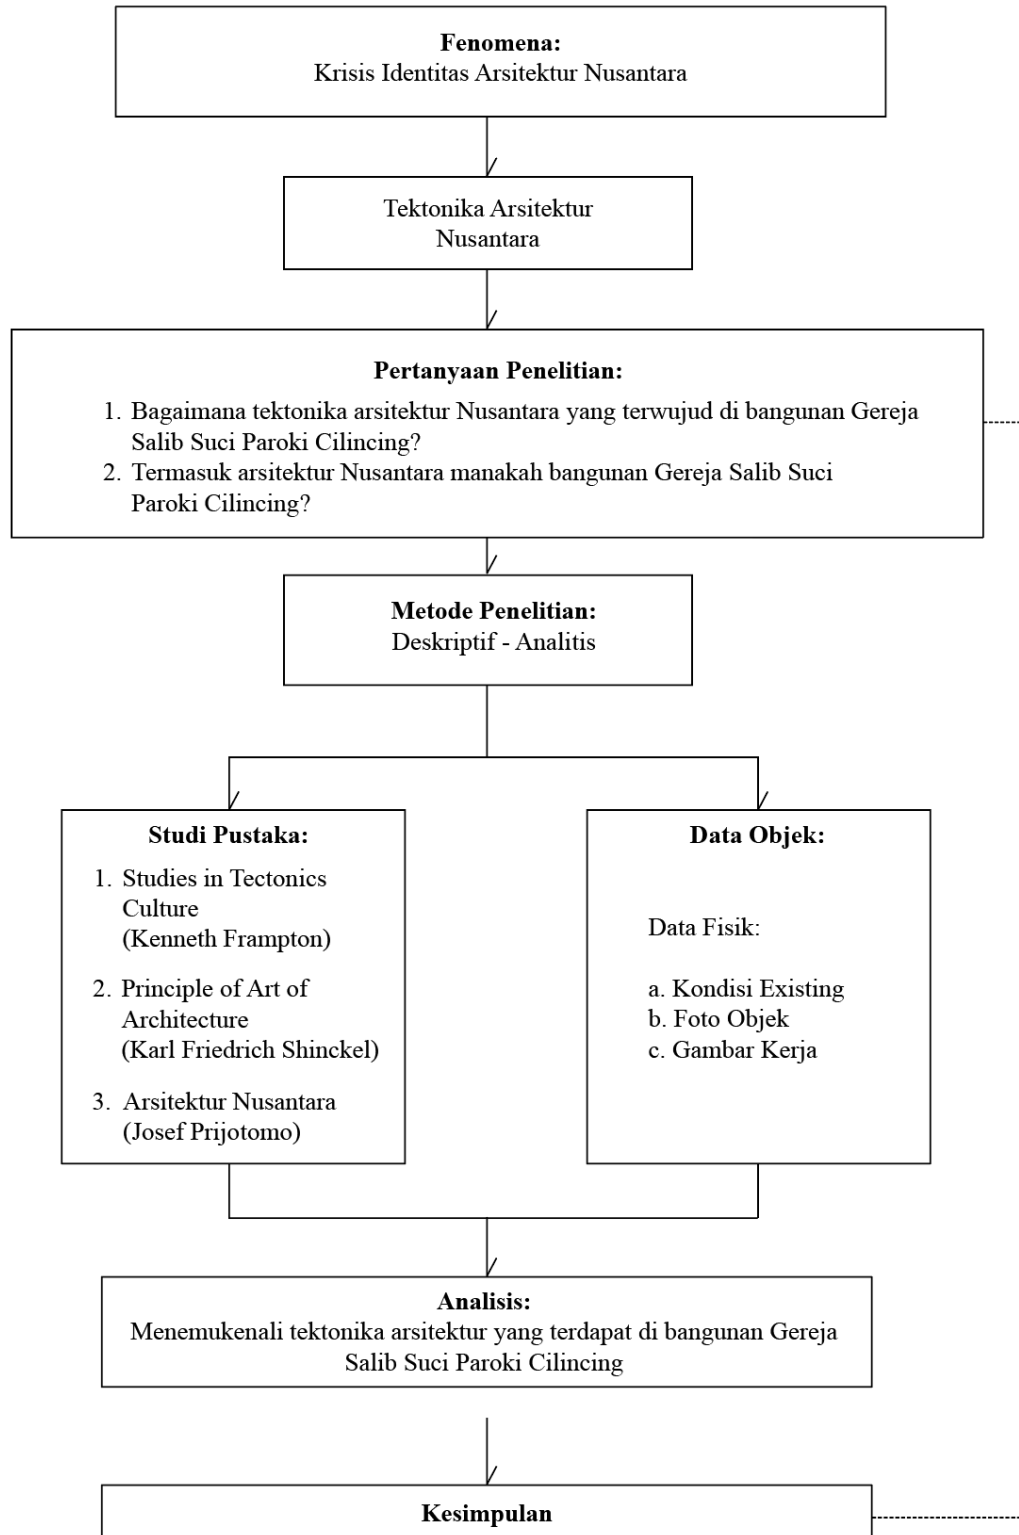 Fenomena:
Krisis Identitas Arsitektur Nusantara
Tektonika Arsitektur
Nusantara
Pertanyaan Penelitian:
1. Bagaimana tektonika arsitektur Nusantara yang terwujud di bangunan Gereja
Salib Suci Paroki Cilincing?
2. Termasuk arsitektur Nusantara manakah bangunan Gereja Salib Suci
Paroki Cilincing?
Metode Penelitian:
Deskriptif - Analitis
Studi Pustaka:
1. Studies in Tectonics
Culture
(Kenneth Frampton)
2. Principle of Art of
Architecture
(Karl Friedrich Shinckel)
3. Arsitektur Nusantara
(Josef Prijotomo)
Data Objek:
Data Fisik:
a. Kondisi Existing
b. Foto Objek
c. Gambar Kerja
Analisis:
Menemukenali tektonika arsitektur yang terdapat di bangunan Gereja
Salib Suci Paroki Cilincing
Kesimpulan